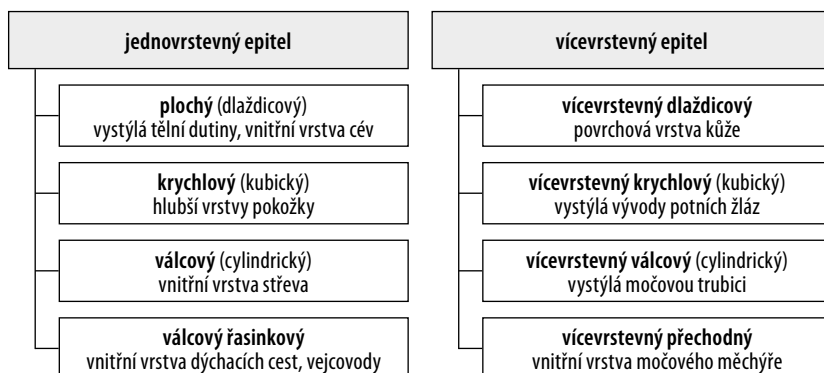 jednovrstevný epitel
plochý (dlaždicový)
vystýlá tělní dutiny, vnitřní vrstva cév
krychlový (kubický)
hlubší vrstvy pokožky
válcový (cylindrický)
vnitřní vrstva střeva
válcový řasinkový
vnitřní vrstva dýchacích cest, vejcovody
vícevrstevný epitel
vícevrstevný dlaždicový
povrchová vrstva kůže
vícevrstevný krychlový (kubický)
vystýlá vývody potních žláz
vícevrstevný válcový (cylindrický)
vystýlá močovou trubici
vícevrstevný přechodný
vnitřní vrstva močového měchýře